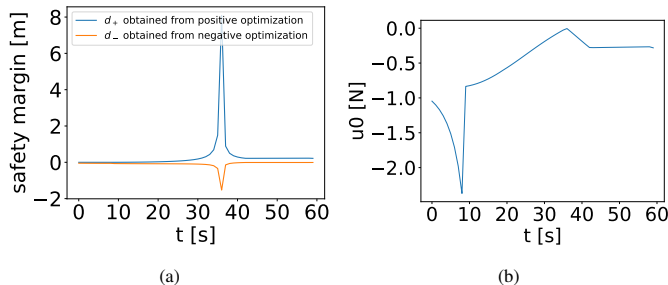 d+ obtained from positive optimization
d− obtained from negative optimization
safety margin [m]
8
6
4
2
0
−2
0 10 20 30 40 50 60
t [s]
(a)
u0 [N]
0.0
−0.5
−1.0
−1.5
−2.0
0 10 20 30 40 50 60
t [s]
(b)